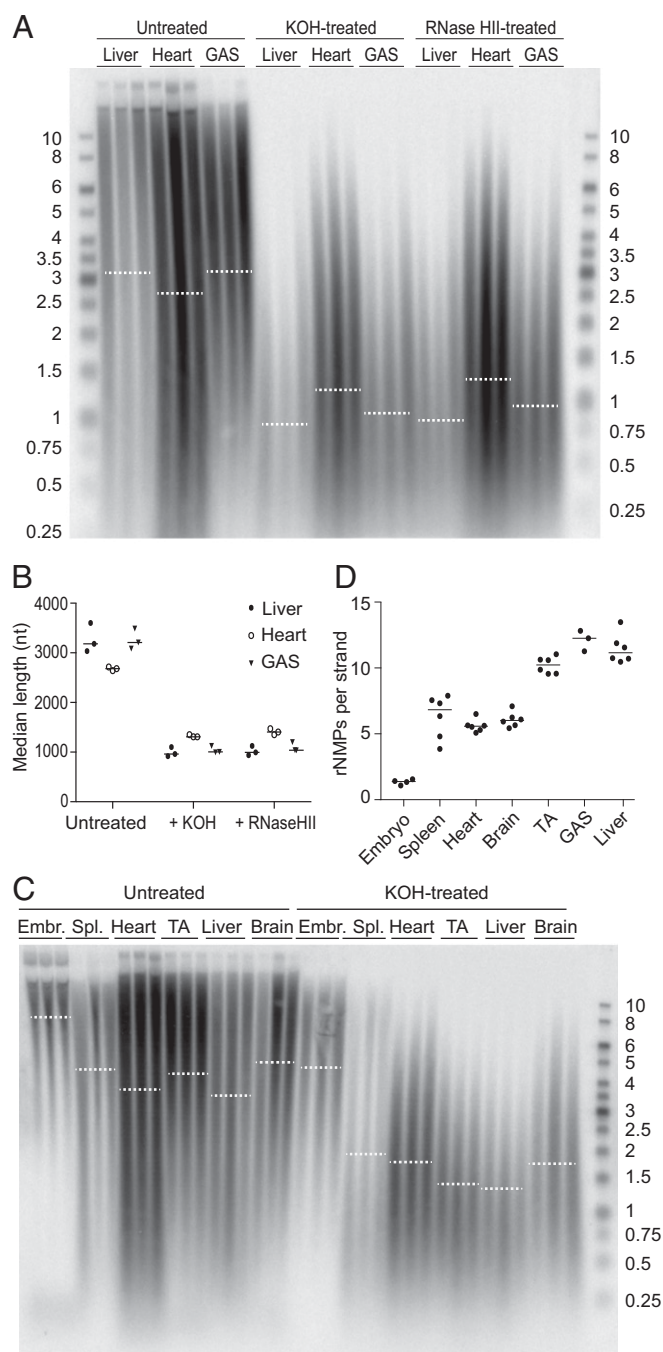 A
Untreated KOH-treated RNase HII-treated
Liver Heart GAS Liver Heart GAS Liver Heart GAS
10 10
8 8
6 6
5 5
4 4
3.5 3.5
3 3
2.5 2.5
2 2
1.5 1.5
1 1
0.75 0.75
0.5 0.5
0.25 0.25
B
4000
3000
2000
1000
0
Median length (nt)
Liver
Heart
GAS
Untreated + KOH + RNaseHII
D
15
10
5
0
rNMPs per strand
Embryo Spleen Heart Brain TA GAS Liver
C
Untreated KOH-treated
Embr. Spl. Heart TA Liver Brain Embr. Spl. Heart TA Liver Brain
10
8
6
5
4
3
2.5
2
1.5
1
0.75
0.5
0.25